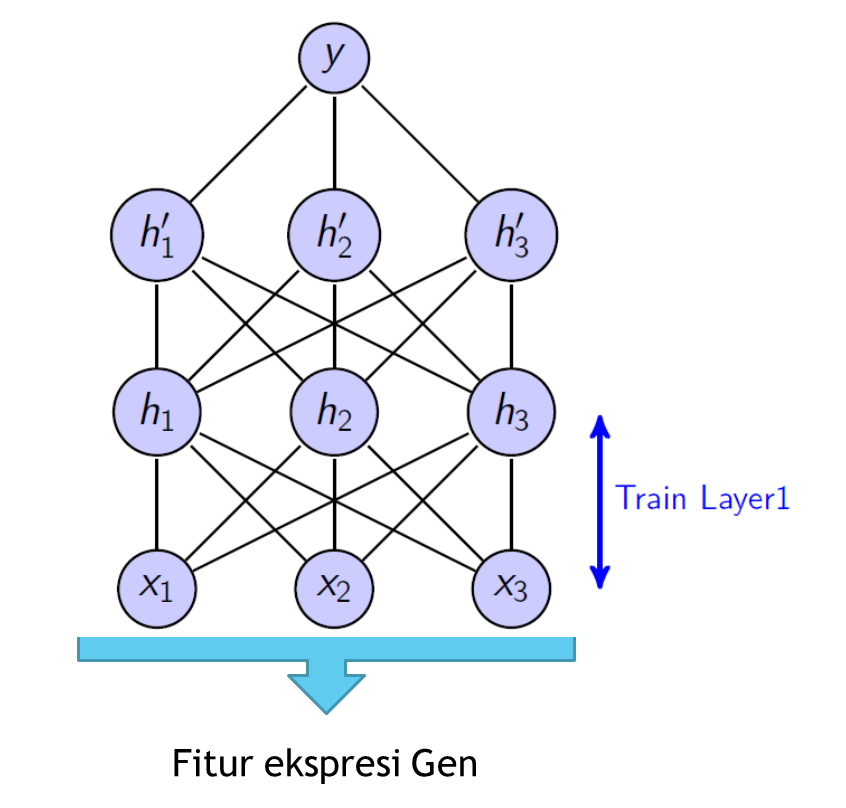 y
h′₁ h′₂ h′₃
h₁ h₂ h₃
Train Layer1
x₁ x₂ x₃
Fitur ekspresi Gen